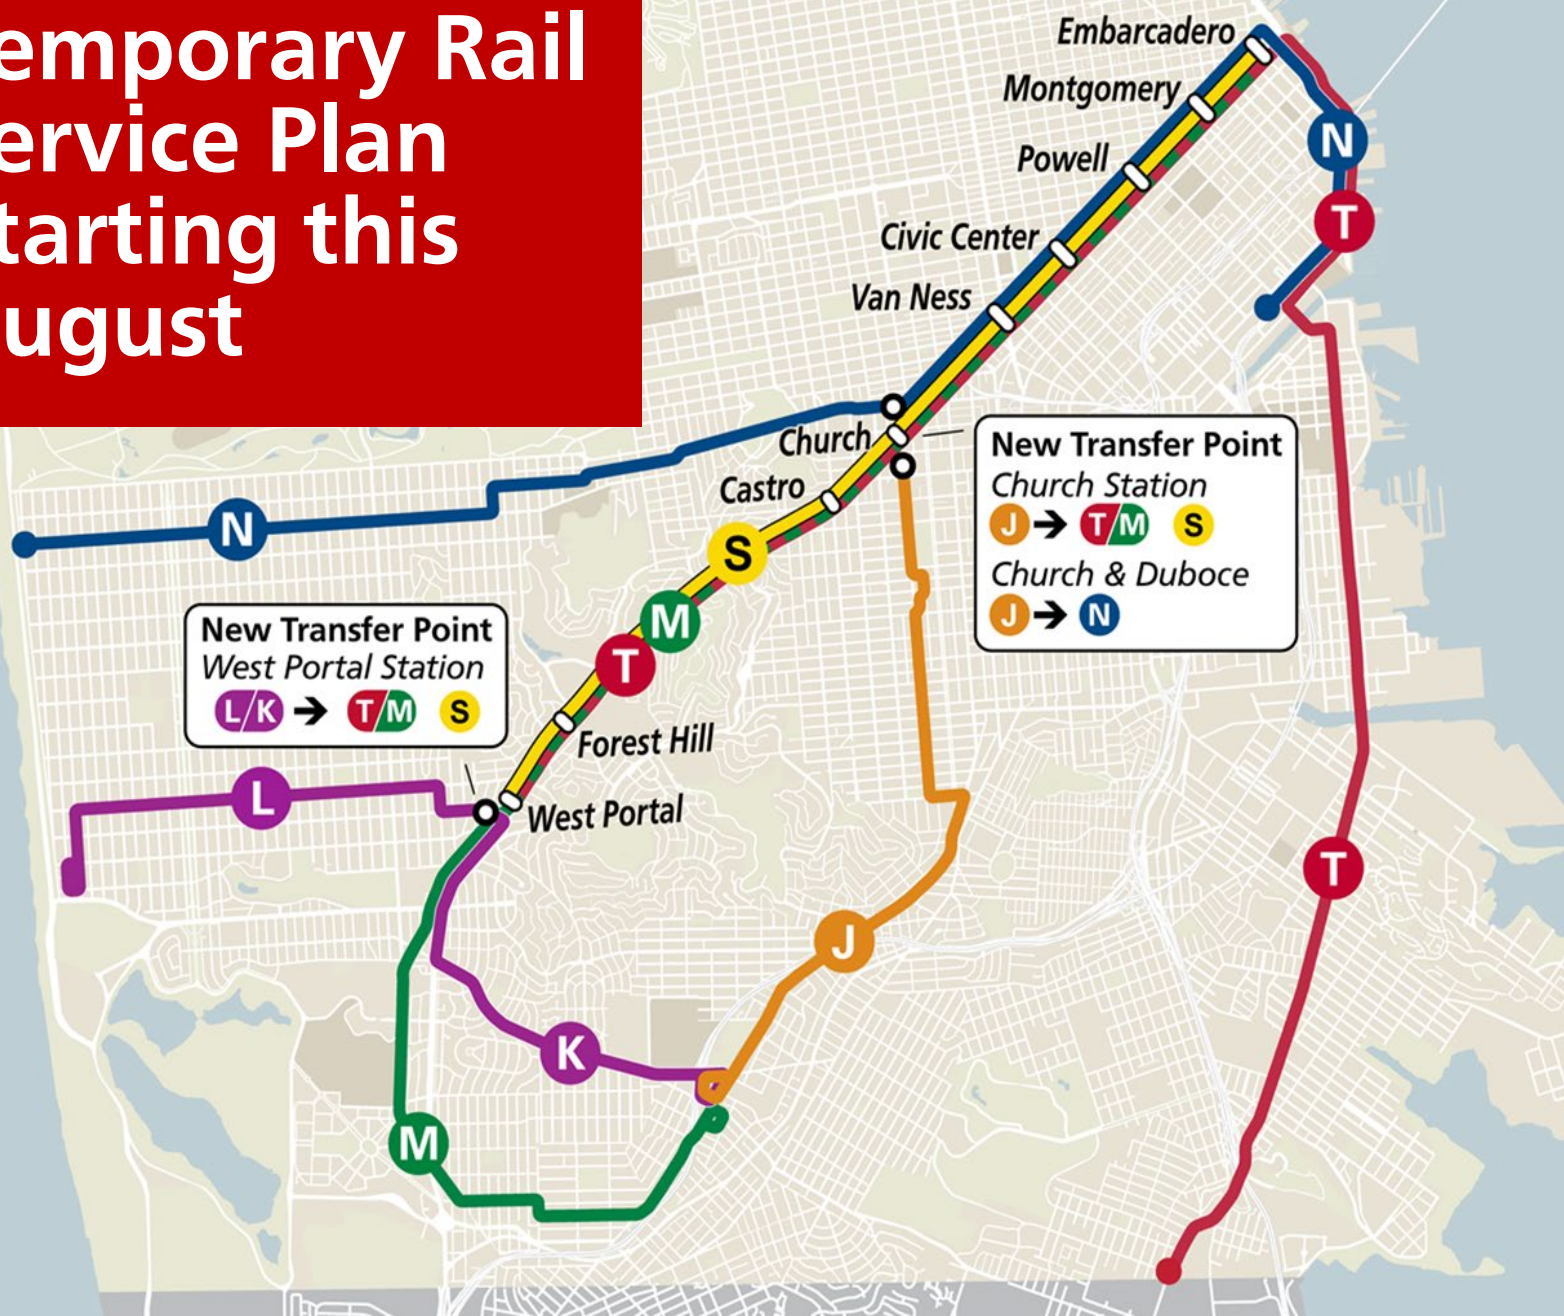 emporary Rail
ervice Plan
tarting this
ugust
Embarcadero
Montgomery
Powell
Civic Center
Van Ness
Church
Castro
Forest Hill
West Portal
N
T
New Transfer Point
Church Station
J → T/M S
Church & Duboce
J → N
N
S
M
T
New Transfer Point
West Portal Station
L/K → T/M S
L
T
J
K
M